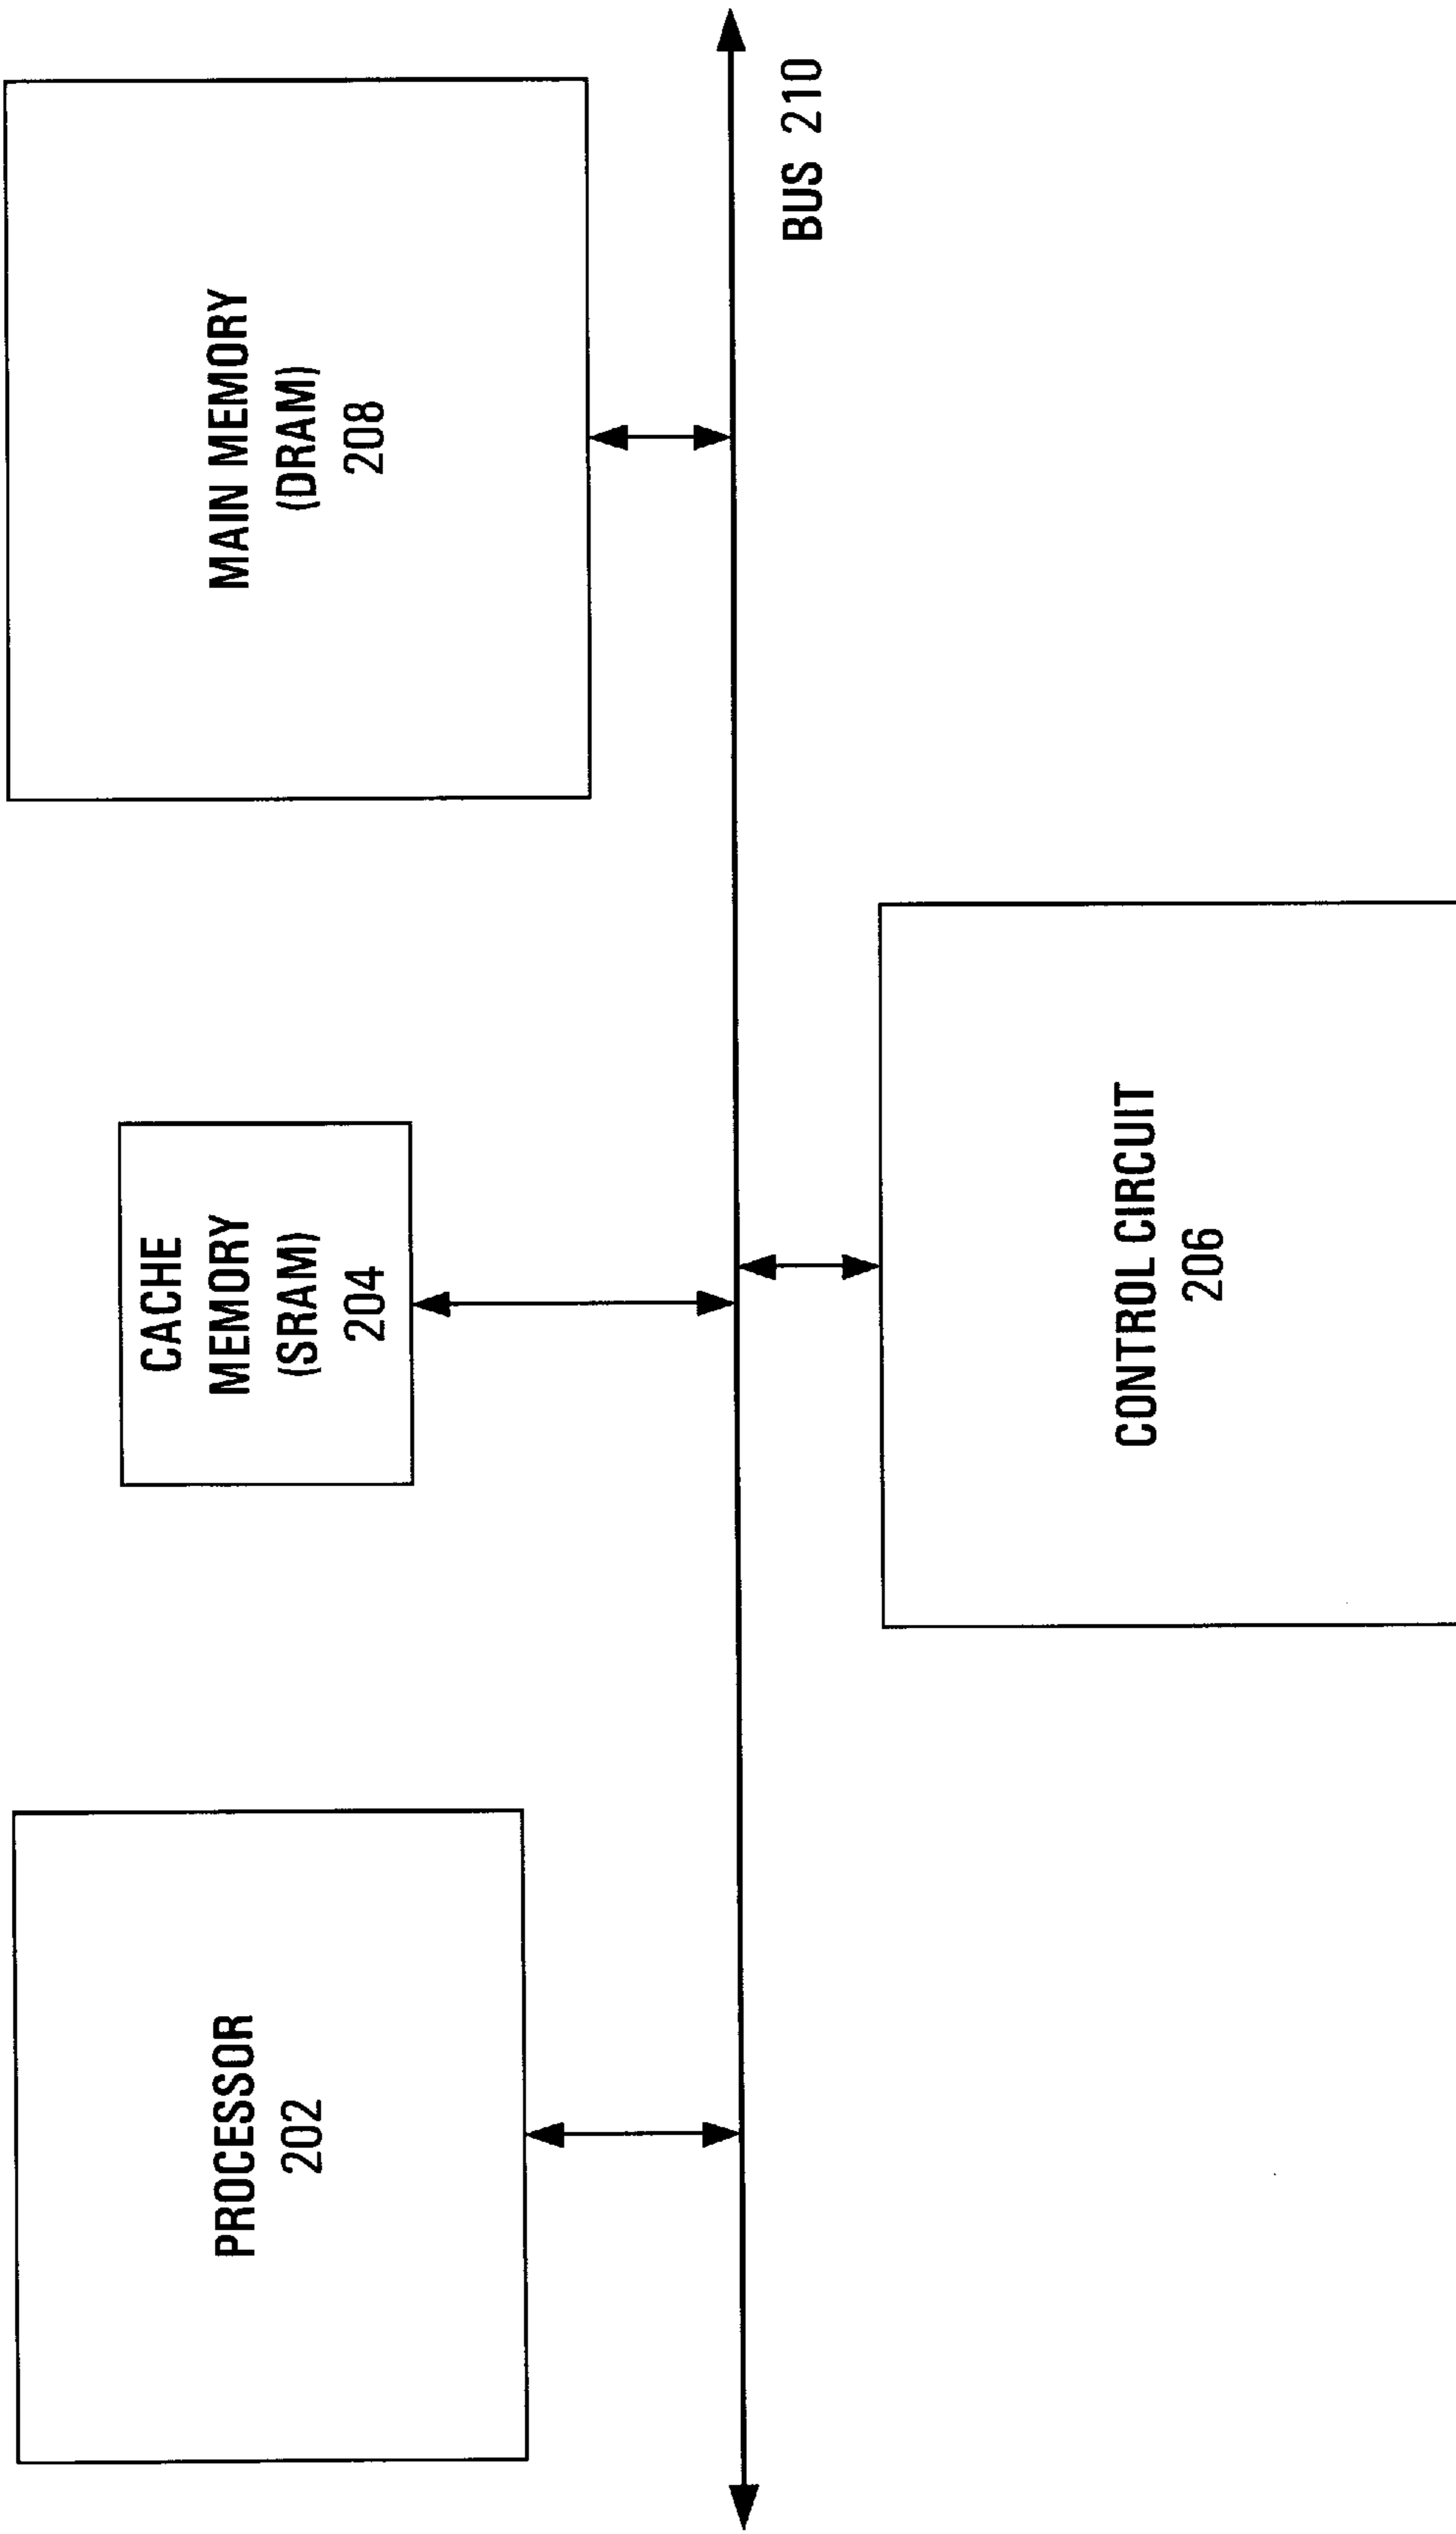 PROCESSOR
202
CACHE
MEMORY
(SRAM)
204
MAIN MEMORY
(DRAM)
208
BUS 210
CONTROL CIRCUIT
206